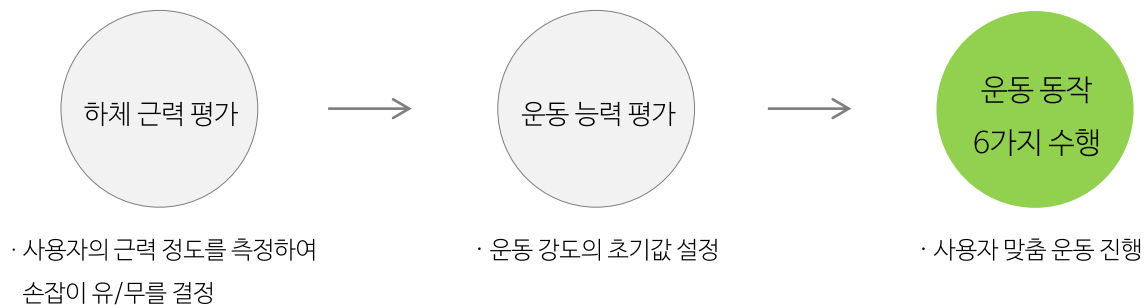 하체 근력 평가
운동 능력 평가
운동 동작
6가지 수행
· 사용자의 근력 정도를 측정하여
손잡이 유/무를 결정
· 운동 강도의 초기값 설정
· 사용자 맞춤 운동 진행